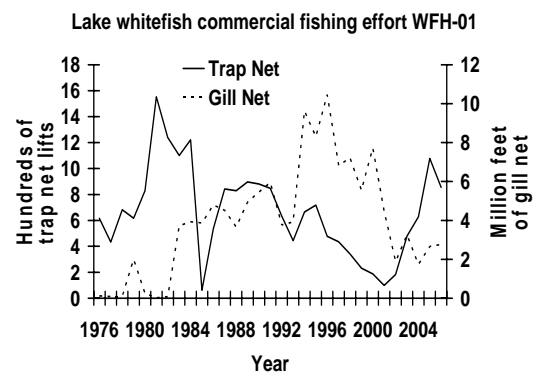 Lake whitefish commercial fishing effort WFH-01
Trap Net
Gill Net
Hundreds of
trap net lifts
18
16
14
12
10
8
6
4
2
0
12
10
8
6
4
2
0
Million feet
of gill net
1976 1980 1984 1988 1992 1996 2000 2004
Year